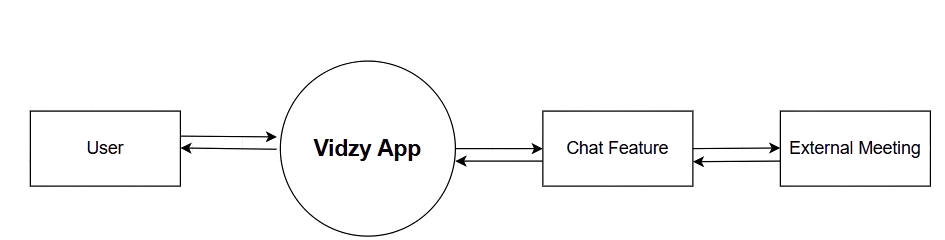 User
Vidzy App
Chat Feature
External Meeting